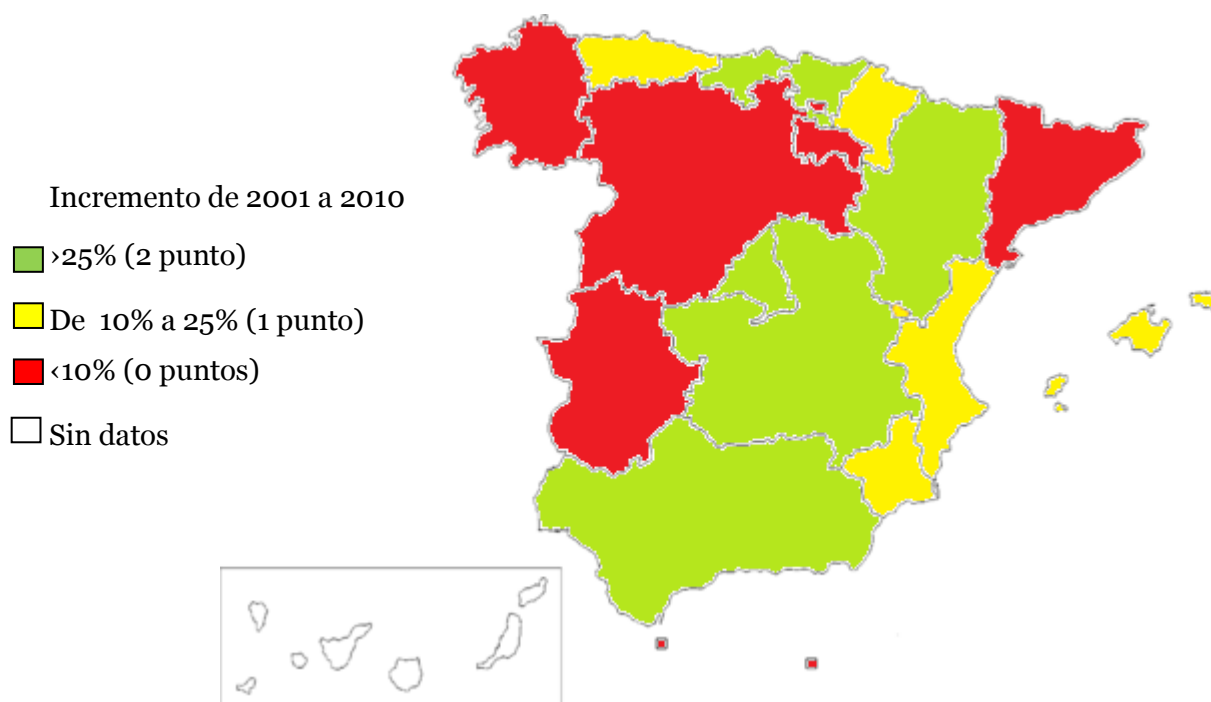 Incremento de 2001 a 2010
>25% (2 punto)
De 10% a 25% (1 punto)
<10% (0 puntos)
Sin datos